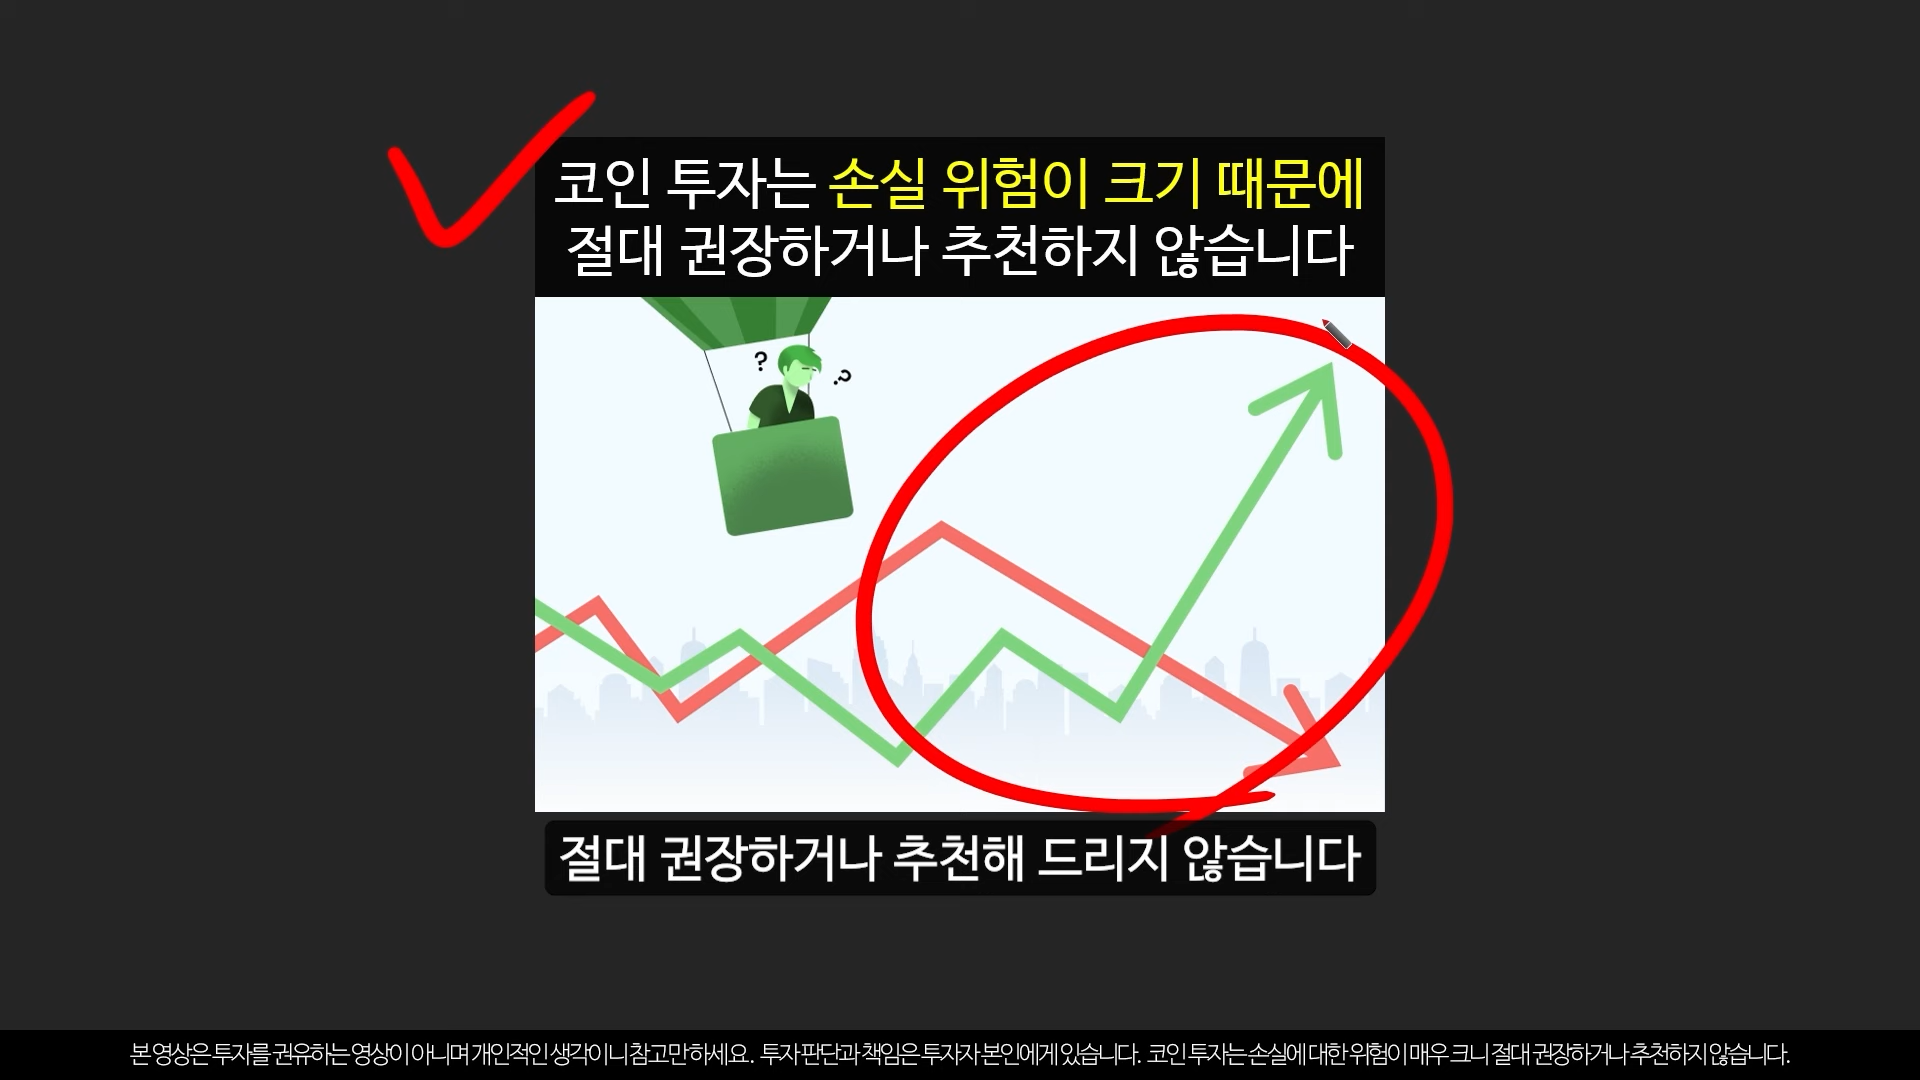 코인 투자는 손실 위험이 크기 때문에
절대 권장하거나 추천하지 않습니다
? ?
절대 권장하거나 추천해 드리지 않습니다
본 영상은 투자를 권유하는 영상이 아니며 개인적인 생각이니 참고만 하세요. 투자 판단과 책임은 투자자 본인에게 있습니다. 코인 투자는 손실에 대한 위험이 매우 크니 절대 권장하거나 추천하지 않습니다.